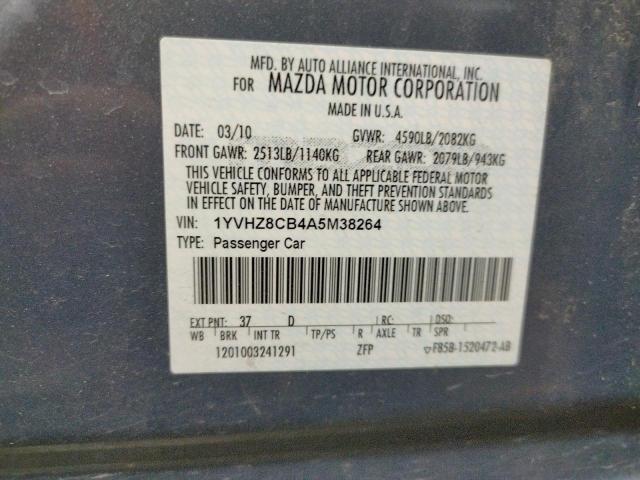 MFD. BY AUTO ALLIANCE INTERNATIONAL, INC.
FOR MAZDA MOTOR CORPORATION
MADE IN U.S.A.
DATE: 03/10 GVWR: 4590LB/2082KG
FRONT GAWR: 2513LB/1140KG REAR GAWR: 2079LB/943KG
THIS VEHICLE CONFORMS TO ALL APPLICABLE FEDERAL MOTOR
VEHICLE SAFETY, BUMPER, AND THEFT PREVENTION STANDARDS
IN EFFECT ON THE DATE OF MANUFACTURE SHOWN ABOVE.
VIN: 1YVHZ8CB4A5M38264
TYPE: Passenger Car
EXT PNT: 37 D RC: DSO:
WB BRK INT TR TP/PS R AXLE TR SPR
1201003241291 ZFP F85B-1520472-AB